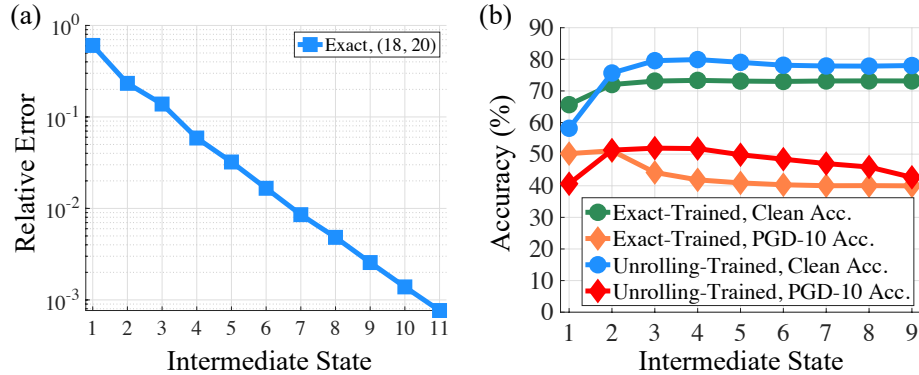 (a)
Relative Error
10^0
10^-1
10^-2
10^-3
Exact, (18, 20)
1 2 3 4 5 6 7 8 9 10 11
Intermediate State
(b)
Accuracy (%)
90
80
70
60
50
40
30
20
10
0
Exact-Trained, Clean Acc.
Exact-Trained, PGD-10 Acc.
Unrolling-Trained, Clean Acc.
Unrolling-Trained, PGD-10 Acc.
1 2 3 4 5 6 7 8 9
Intermediate State